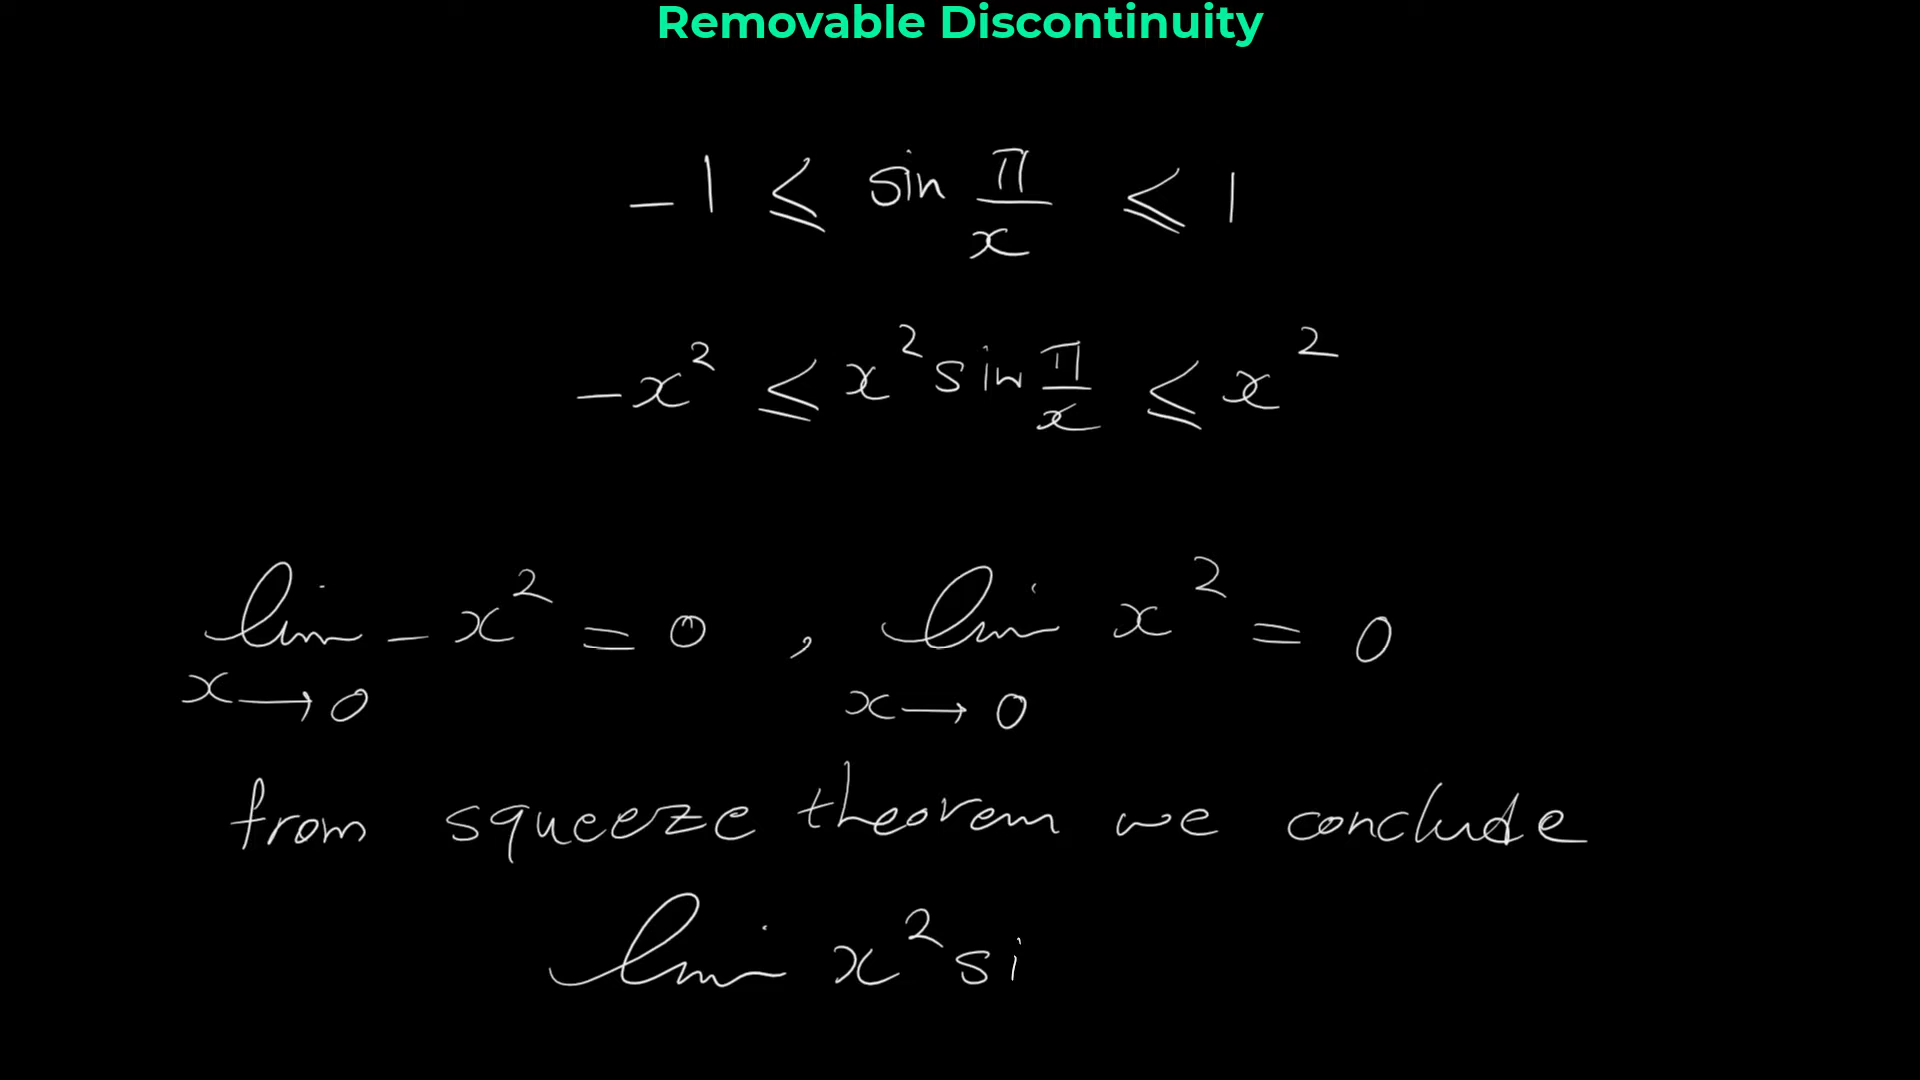 Removable Discontinuity
-1 ≤ sin π/x ≤ 1
-x² ≤ x² sin π/x ≤ x²
lim -x² = 0 , lim x² = 0
x→0 x→0
from squeeze theorem we conclude
lim x² si